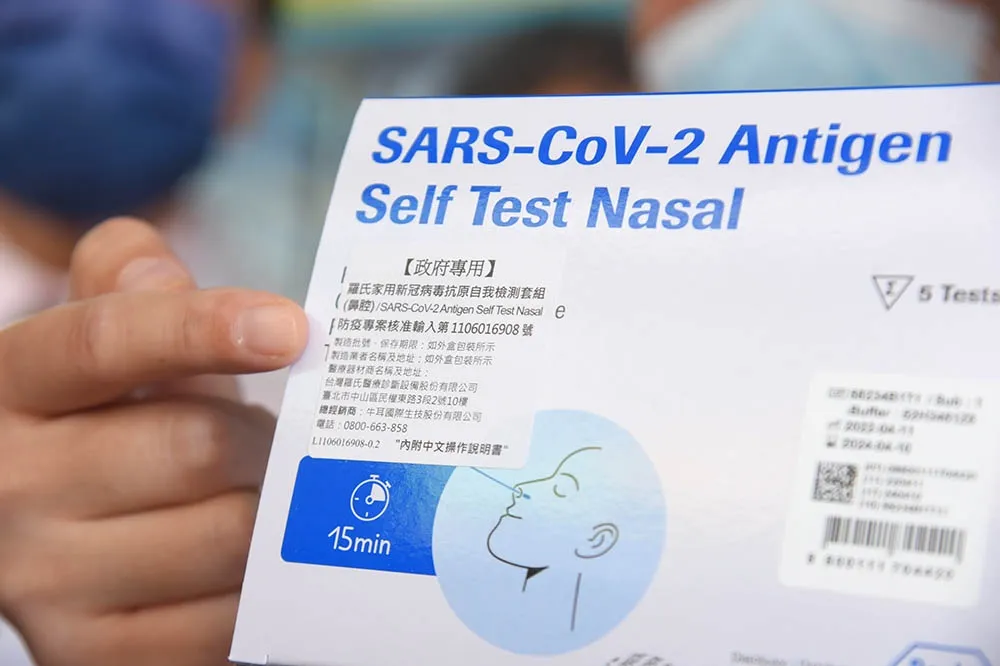 SARS-CoV-2 Antigen
Self Test Nasal
【政府專用】
羅氏家用新冠病毒抗原自我檢測套組
(鼻腔)/SARS-CoV-2 Antigen Self Test Nasal
e
防疫專案核准輸入第1106016908號
製造批號、保存期限：如外盒包裝所示
製造業者名稱及地址：如外盒包裝所示
醫療器材商名稱及地址：
台灣羅氏醫療診斷設備股份有限公司
臺北市中山區民權東路3段2號10樓
總經銷商：牛耳國際生技股份有限公司
電話：0800-663-858
L1106016908-0.2 "內附中文操作說明書"
5 Tests
2022-04-11
2024-04-10
15min